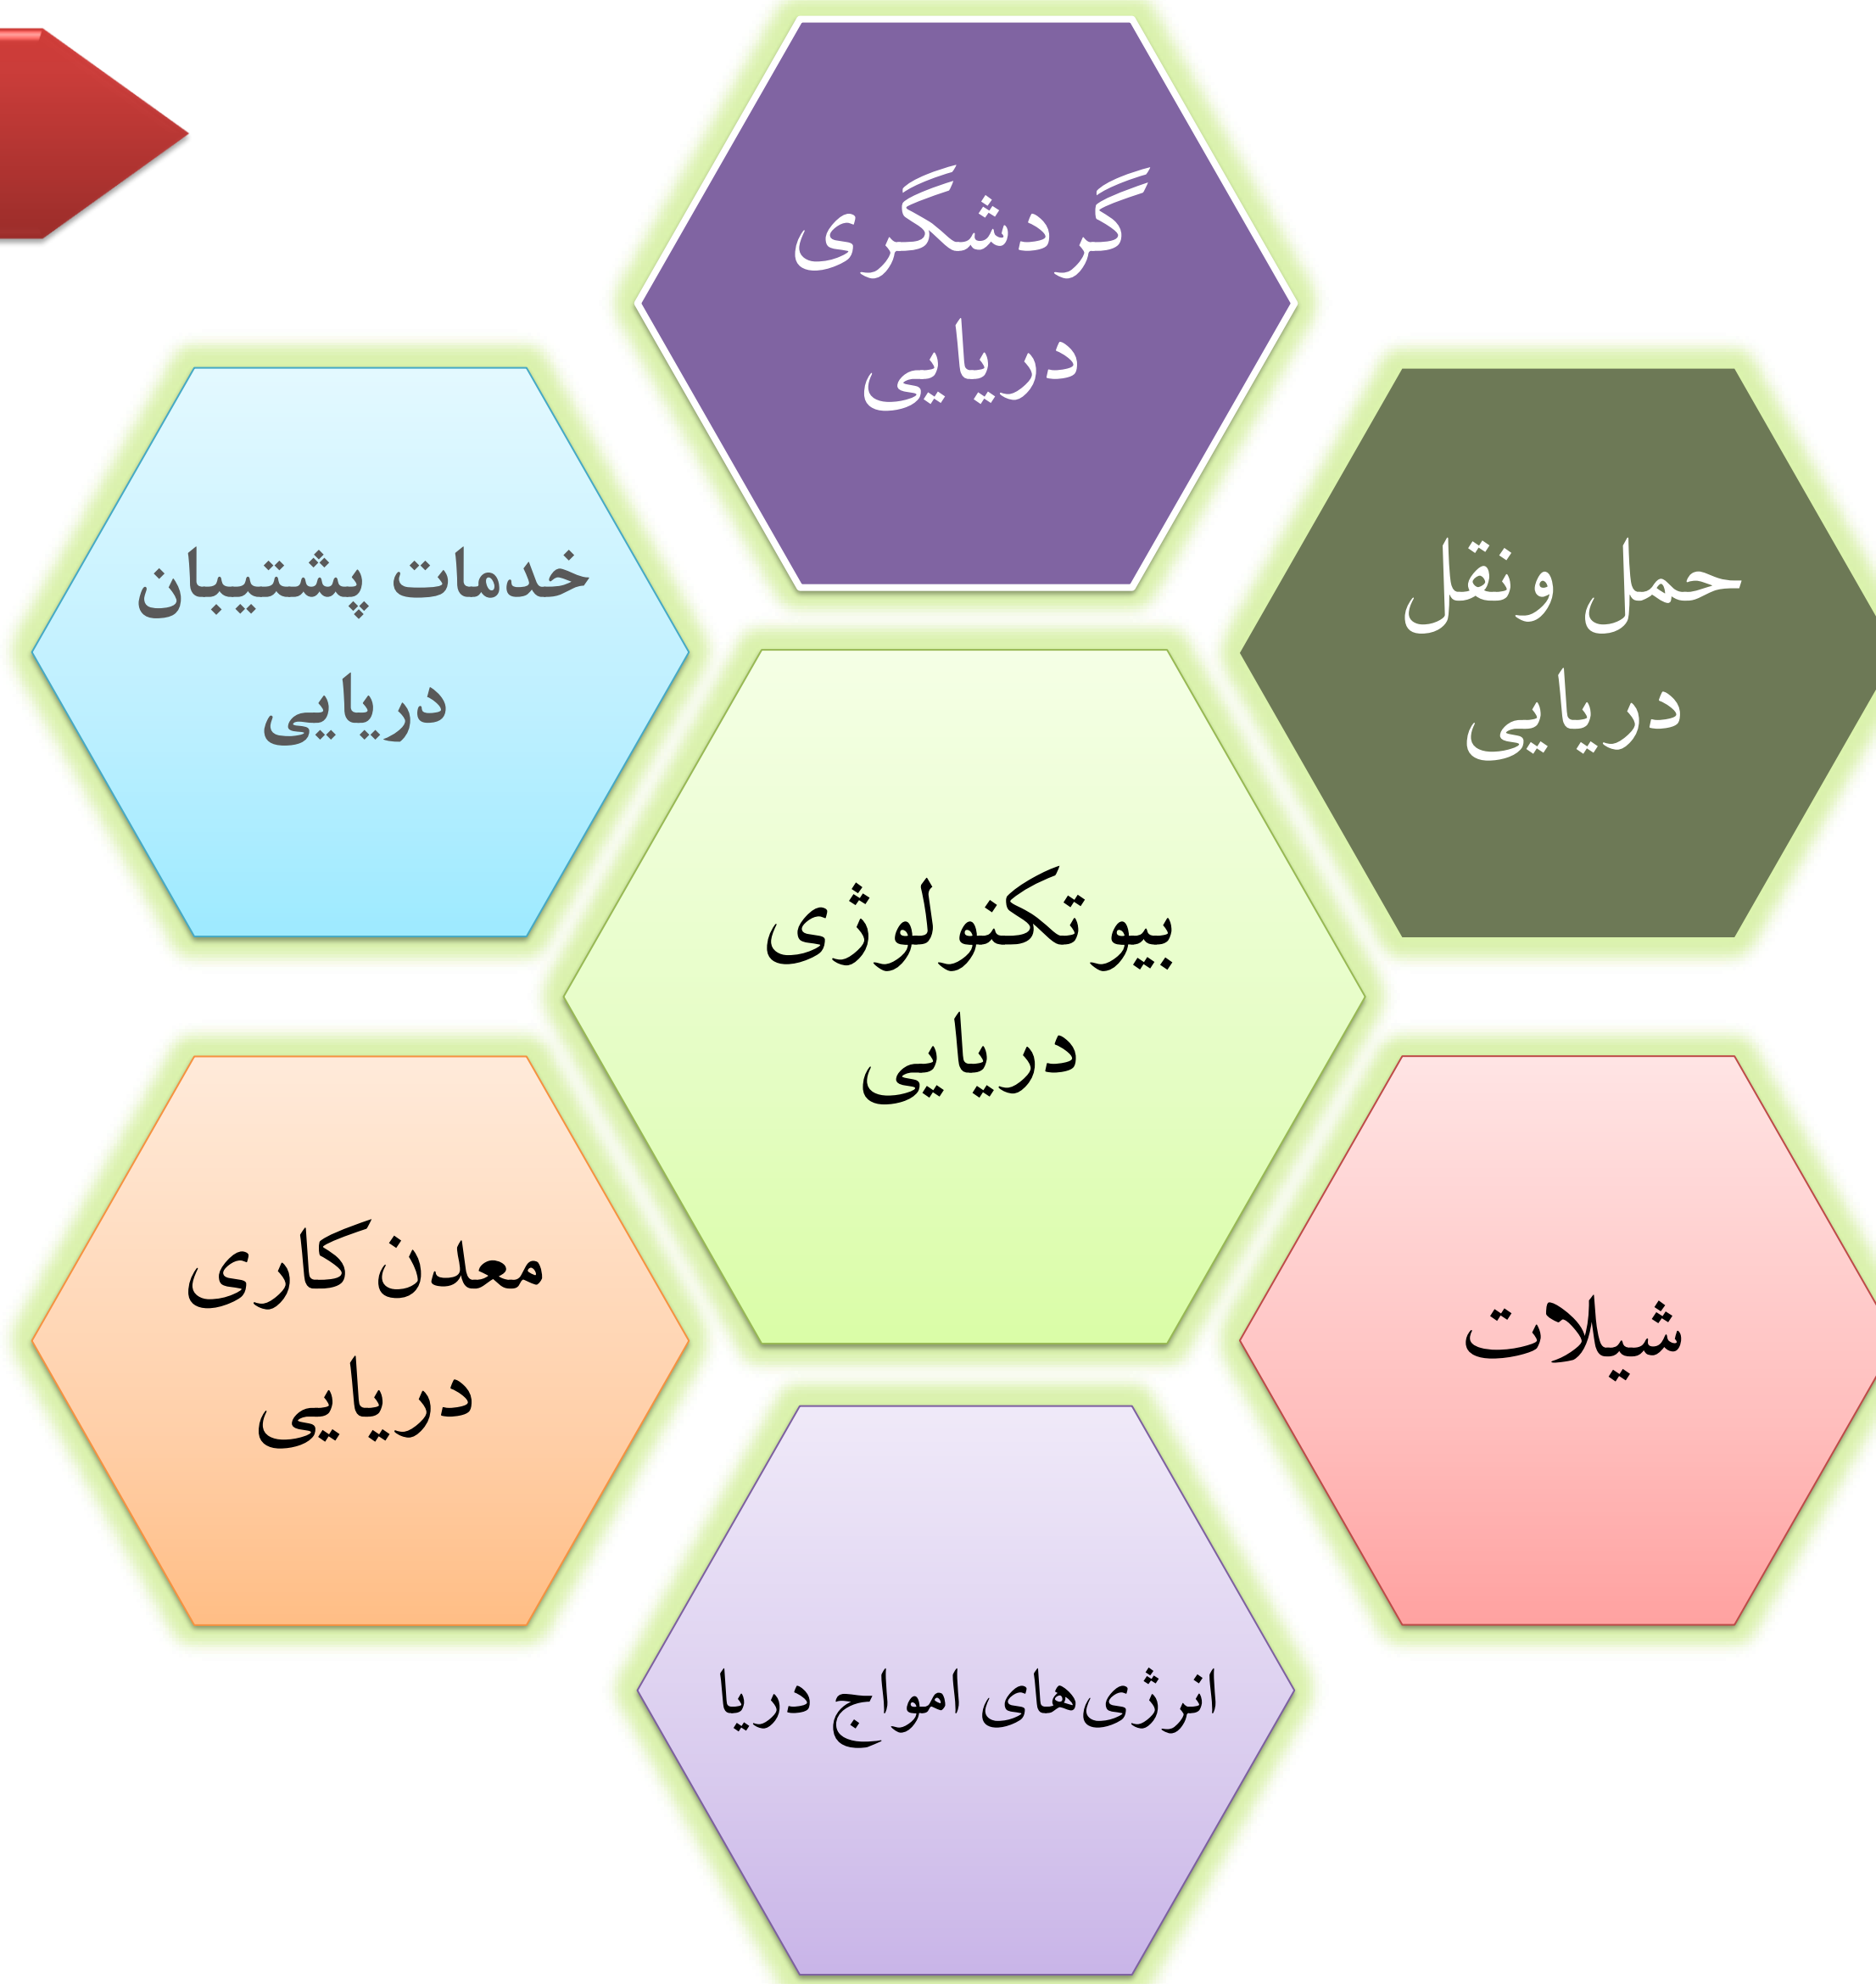 گردشگری
دریایی
حمل ونقل
دریایی
خدمات پشتیبان
دریایی
بیوتکنولوژی
دریایی
شیلات
معدن کاری
دریایی
انرژی‌های امواج دریا